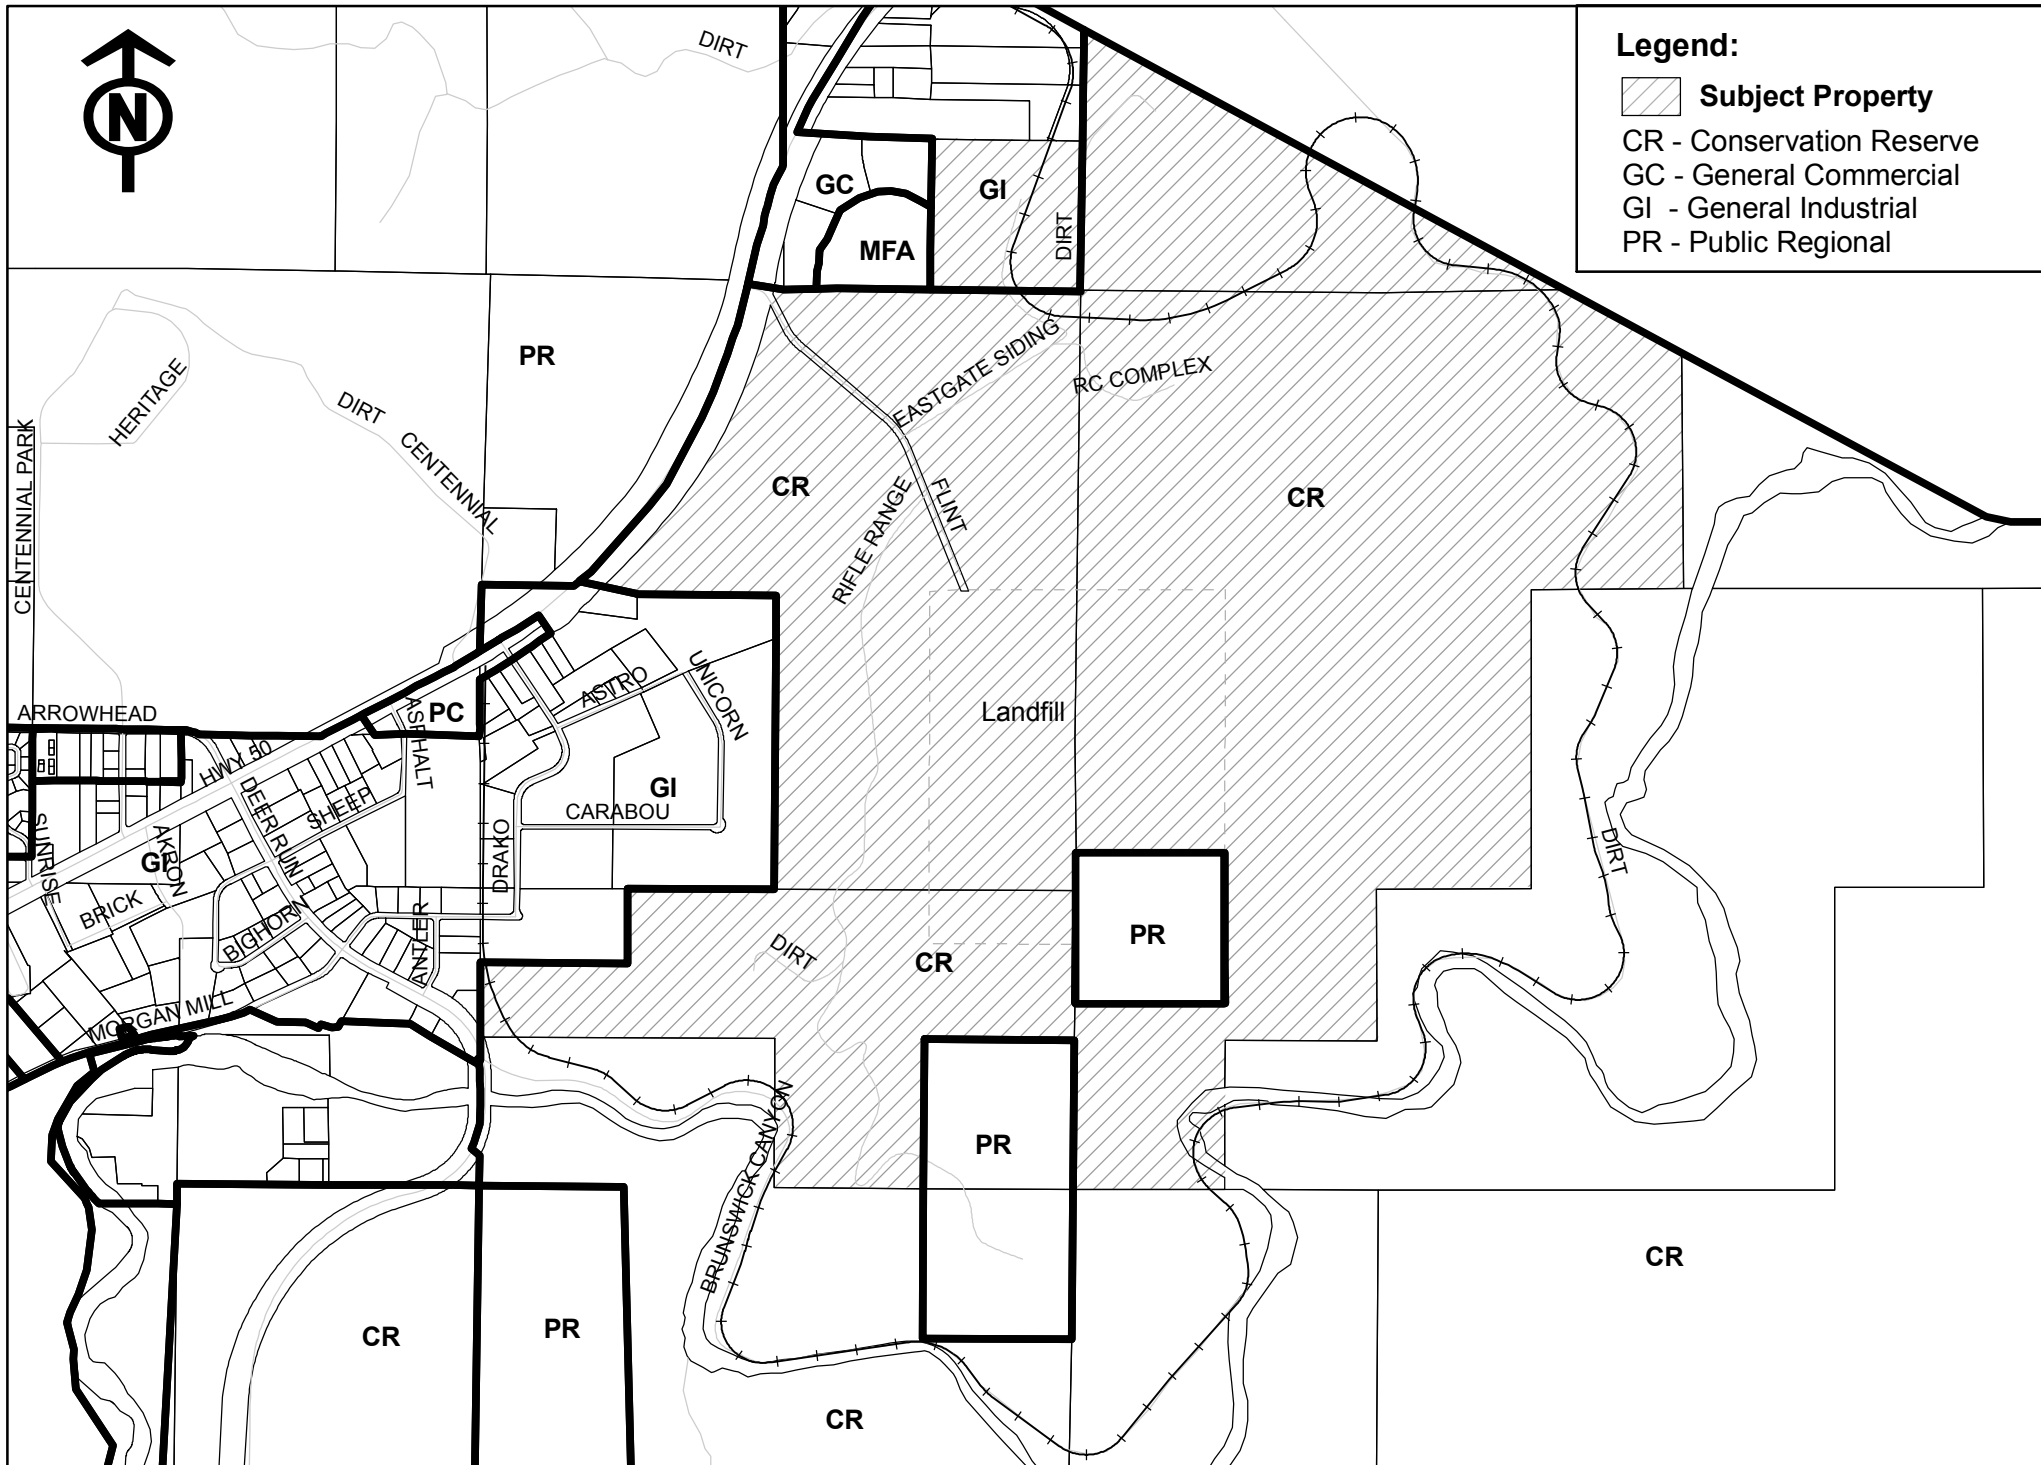 Legend:
Subject Property
CR - Conservation Reserve
GC - General Commercial
GI - General Industrial
PR - Public Regional
N
DIRT
GC
GI
MFA
DIRT
PR
HERITAGE
DIRT
CENTENNIAL
CENTENNIAL PARK
EASTGATE SIDING
RC COMPLEX
CR
CR
RIFLE RANGE
FLINT
ARROWHEAD
PC
ASPHALT
ASTRO
UNICORN
Landfill
HWY 50
DEER RUN
SHEEP
GI
CARABOU
DRAKO
SUNRISE
GI
AKRON
BRICK
BIGHORN
ANTLER
MORGAN MILL
DIRT
DIRT
CR
PR
PR
BRUNSWICK CANYON
CR
PR
CR
CR